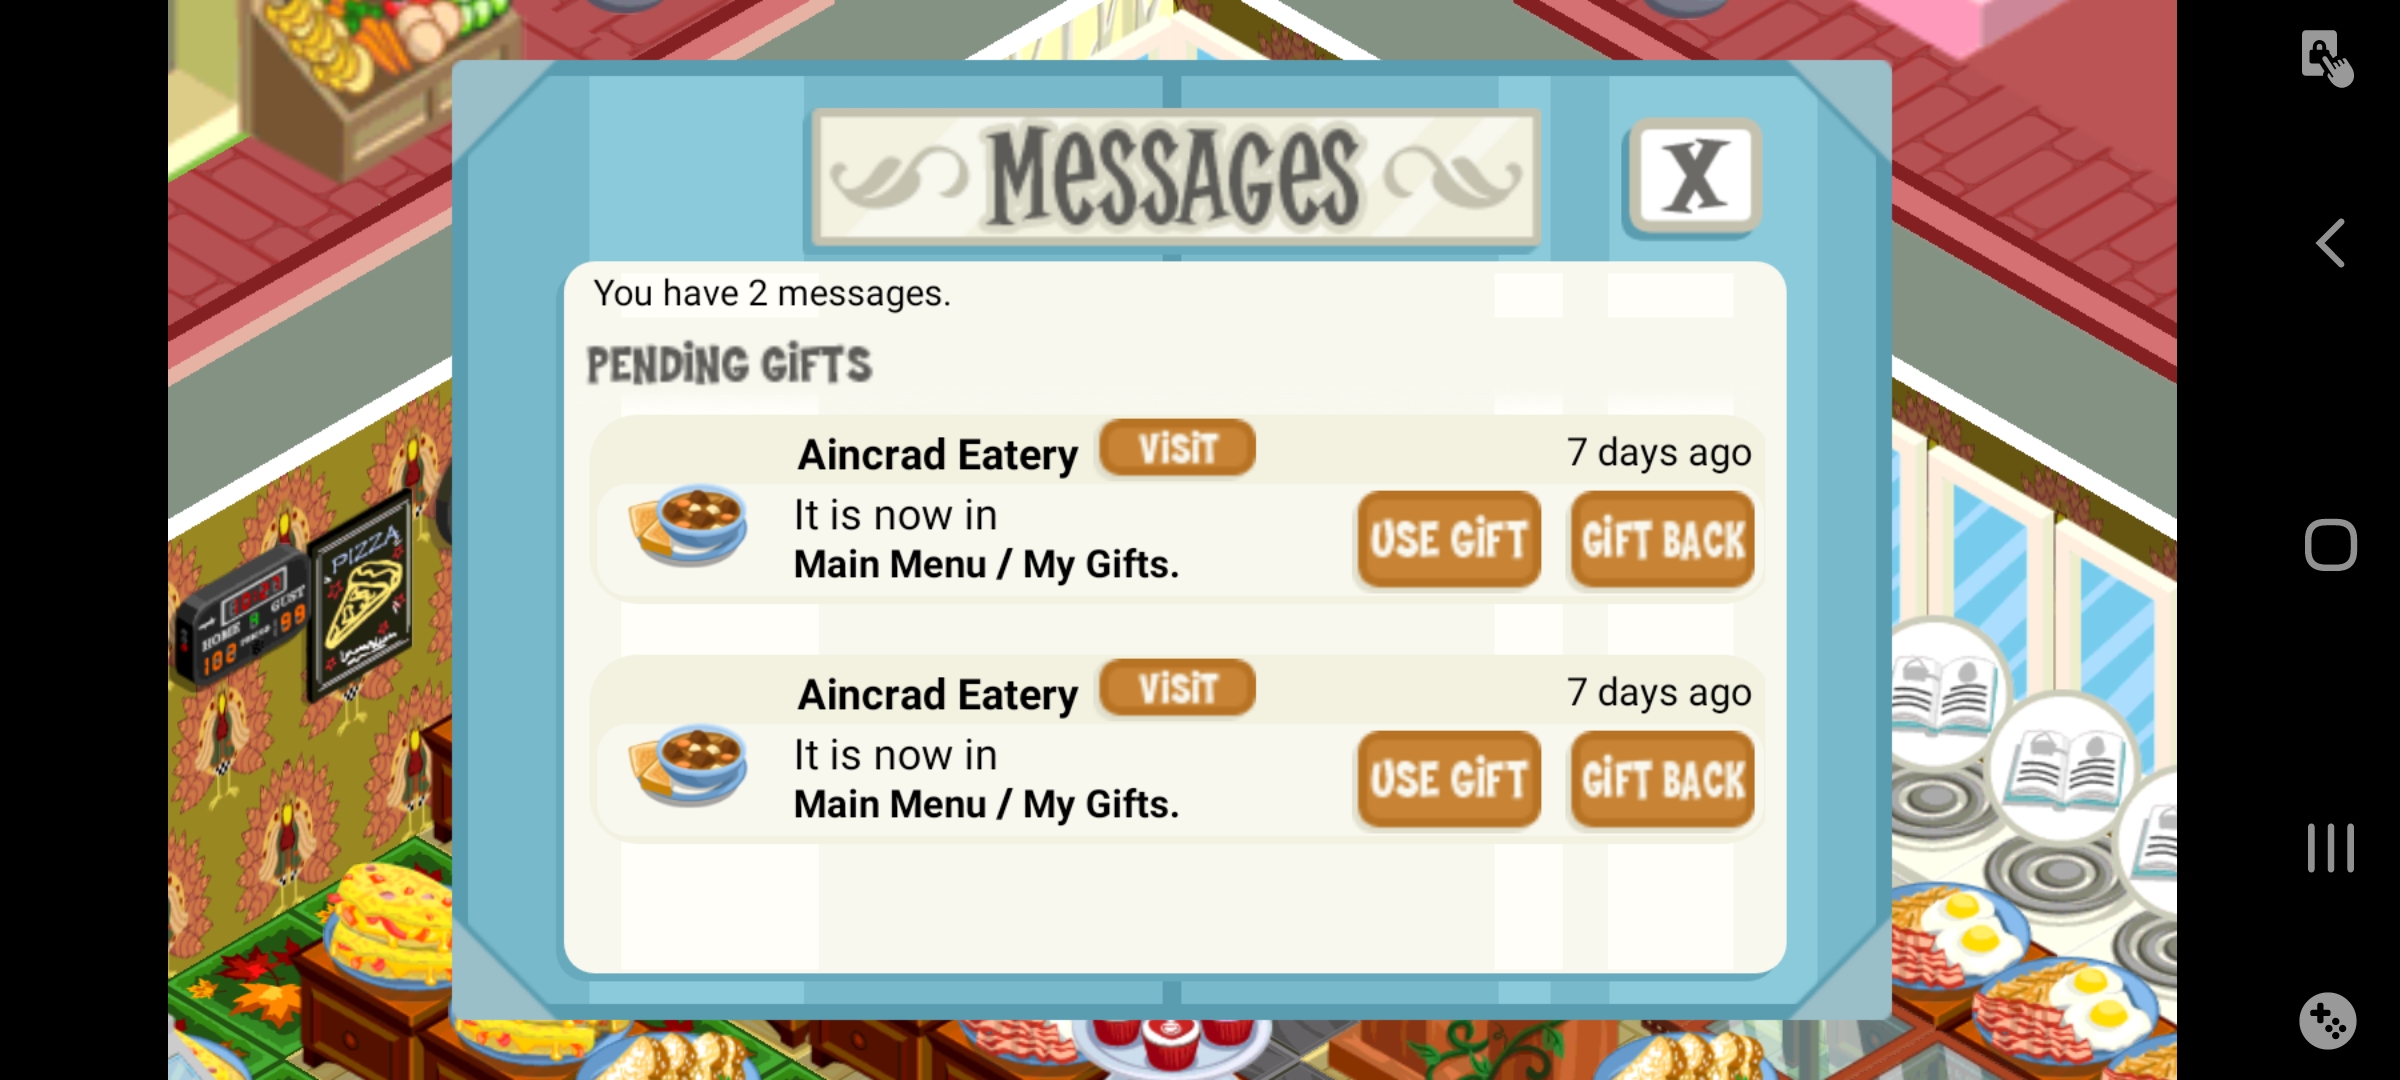 MESSAGES
X
You have 2 messages.
PENDING GIFTS
Aincrad Eatery VISIT 7 days ago
It is now in
Main Menu / My Gifts.
USE GIFT GIFT BACK
Aincrad Eatery VISIT 7 days ago
It is now in
Main Menu / My Gifts.
USE GIFT GIFT BACK
PIZZA
HOME GUST
102 99